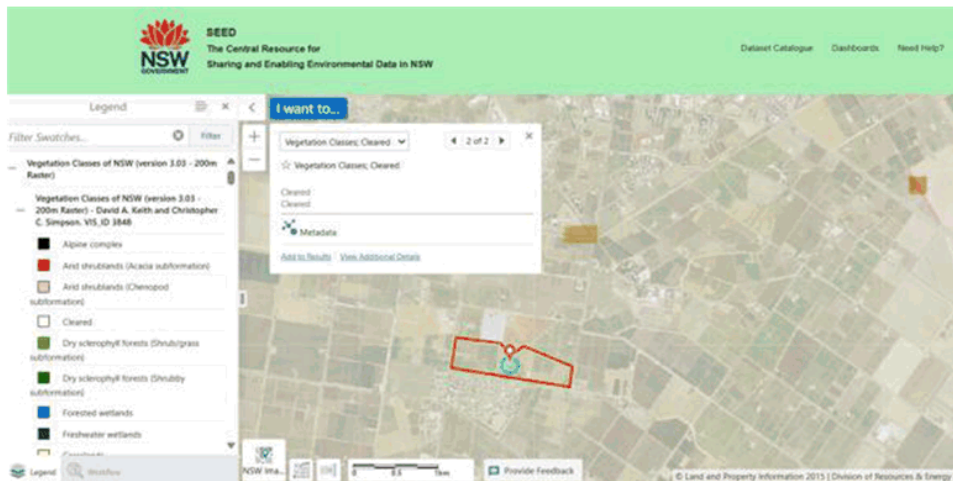 SEED
The Central Resource for
Sharing and Enabling Environmental Data in NSW
NSW
GOVERNMENT
Dataset Catalogue
Dashboards
Need Help?
Legend
I want to...
Filter Swatches...
Filter
Vegetation Classes of NSW (version 3.03 - 200m
Raster)
Vegetation Classes of NSW (version 3.03 -
200m Raster) - David A. Keith and Christopher
C. Simpson. VIS_ID 3848
Alpine complex
Arid shrublands (Acacia subformation)
Arid shrublands (Chenopod
subformation)
Cleared
Dry sclerophyll forests (Shrub/grass
subformation)
Dry sclerophyll forests (Shrubby
subformation)
Forested wetlands
Freshwater wetlands
Legend
Workflow
Vegetation Classes; Cleared
2 of 2
Vegetation Classes; Cleared
Cleared
Cleared
Metadata
Add to Results
View Additional Details
NSW Ima...
0 0.5 1km
Provide Feedback
© Land and Property Information 2015 | Division of Resources & Energy